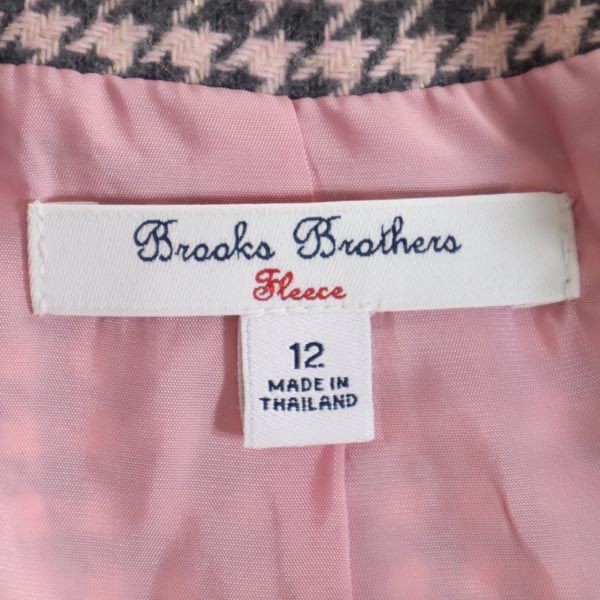 Brooks Brothers
Fleece
12
MADE IN
THAILAND